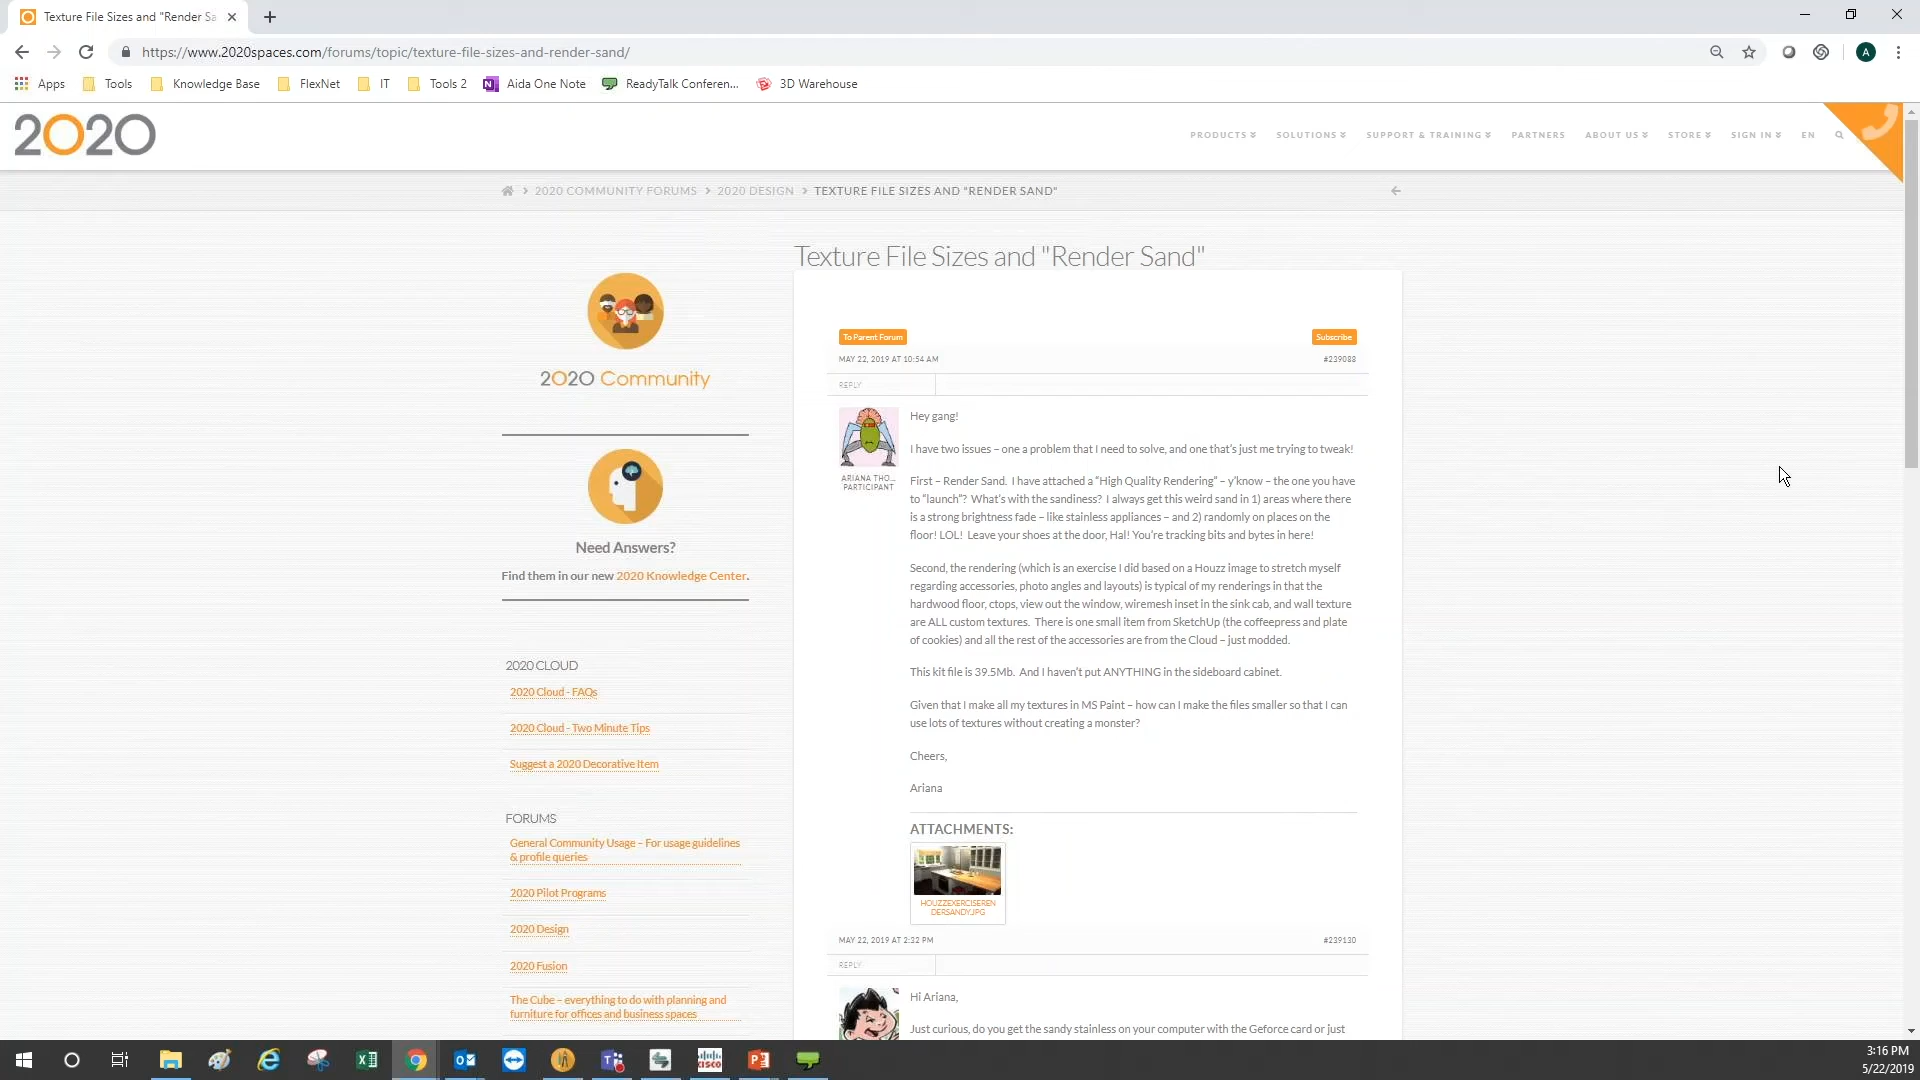 Texture File Sizes and "Render Sa
https://www.2020spaces.com/forums/topic/texture-file-sizes-and-render-sand/
A
Apps
Tools
Knowledge Base
FlexNet
IT
Tools 2
Aida One Note
ReadyTalk Conferen...
3D Warehouse
2020
PRODUCTS
SOLUTIONS
SUPPORT & TRAINING
PARTNERS
ABOUT US
STORE
SIGN IN
EN
2020 COMMUNITY FORUMS
2020 DESIGN
TEXTURE FILE SIZES AND "RENDER SAND"
2020 Community
Need Answers?
Find them in our new 2020 Knowledge Center.
2020 CLOUD
2020 Cloud - FAQs
2020 Cloud - Two Minute Tips
Suggest a 2020 Decorative Item
FORUMS
General Community Usage – For usage guidelines
& profile queries
2020 Pilot Programs
2020 Design
2020 Fusion
The Cube – everything to do with planning and
furniture for offices and business spaces
Texture File Sizes and "Render Sand"
To Parent Forum
Subscribe
MAY 22, 2019 AT 10:54 AM
#239088
REPLY
ARIANA THO...
PARTICIPANT
Hey gang!
I have two issues – one a problem that I need to solve, and one that's just me trying to tweak!
First – Render Sand. I have attached a "High Quality Rendering" – y'know – the one you have
to "launch"? What's with the sandiness? I always get this weird sand in 1) areas where there
is a strong brightness fade – like stainless appliances – and 2) randomly on places on the
floor! LOL! Leave your shoes at the door, Hal! You're tracking bits and bytes in here!
Second, the rendering (which is an exercise I did based on a Houzz image to stretch myself
regarding accessories, photo angles and layouts) is typical of my renderings in that the
hardwood floor, ctops, view out the window, wiremesh inset in the sink cab, and wall texture
are ALL custom textures. There is one small item from SketchUp (the coffeepress and plate
of cookies) and all the rest of the accessories are from the Cloud – just modded.
This kit file is 39.5Mb. And I haven't put ANYTHING in the sideboard cabinet.
Given that I make all my textures in MS Paint – how can I make the files smaller so that I can
use lots of textures without creating a monster?
Cheers,
Ariana
ATTACHMENTS:
HOUZZEXERCISEREN
DERSANDY.JPG
MAY 22, 2019 AT 2:32 PM
#239130
REPLY
Hi Ariana,
Just curious, do you get the sandy stainless on your computer with the Geforce card or just
3:16 PM
5/22/2019